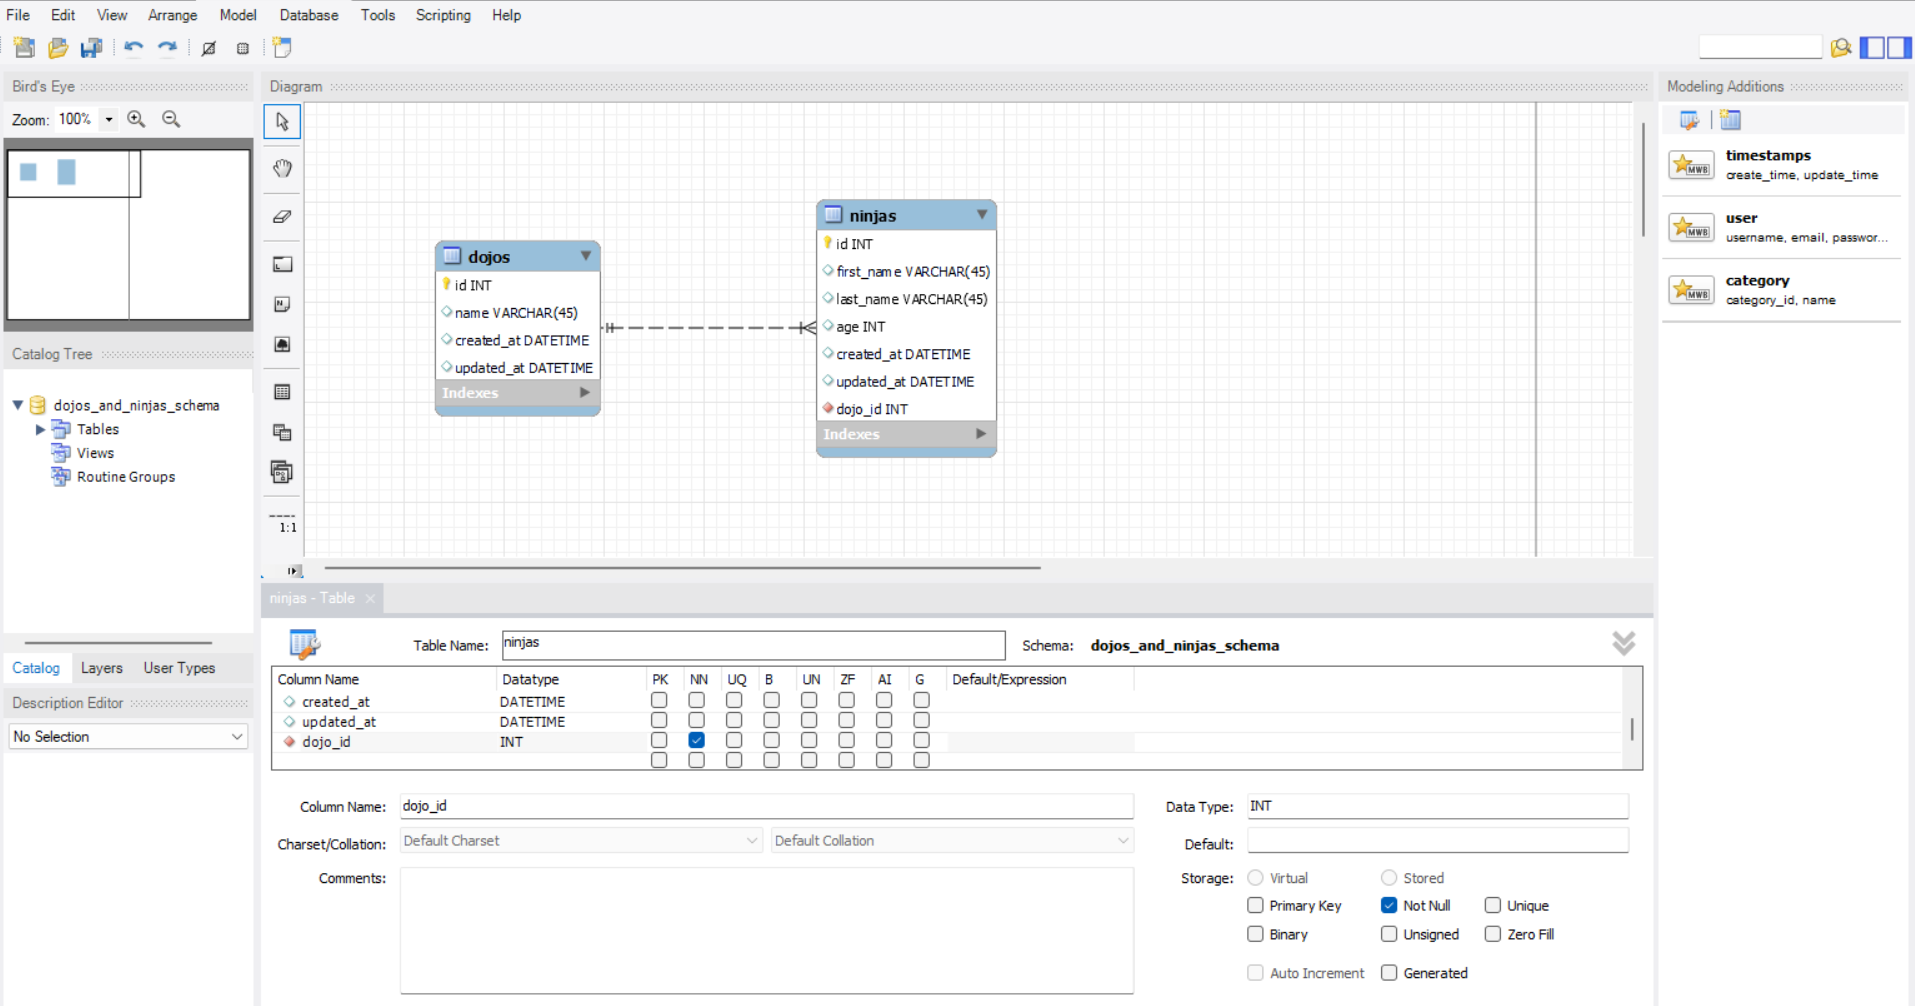 File Edit View Arrange Model Database Tools Scripting Help
Bird's Eye
Zoom: 100%
Catalog Tree
dojos_and_ninjas_schema
Tables
Views
Routine Groups
Catalog Layers User Types
Description Editor
No Selection
Diagram
1:1
dojos
id INT
name VARCHAR(45)
created_at DATETIME
updated_at DATETIME
Indexes
ninjas
id INT
first_name VARCHAR(45)
last_name VARCHAR(45)
age INT
created_at DATETIME
updated_at DATETIME
dojo_id INT
Indexes
ninjas - Table
Table Name: ninjas Schema: dojos_and_ninjas_schema
Column Name Datatype PK NN UQ B UN ZF AI G Default/Expression
created_at DATETIME
updated_at DATETIME
dojo_id INT
Column Name: dojo_id Data Type: INT
Charset/Collation: Default Charset Default Collation Default:
Comments: Storage: Virtual Stored
Primary Key Not Null Unique
Binary Unsigned Zero Fill
Auto Increment Generated
Modeling Additions
MWB timestamps
create_time, update_time
MWB user
username, email, passwor...
MWB category
category_id, name